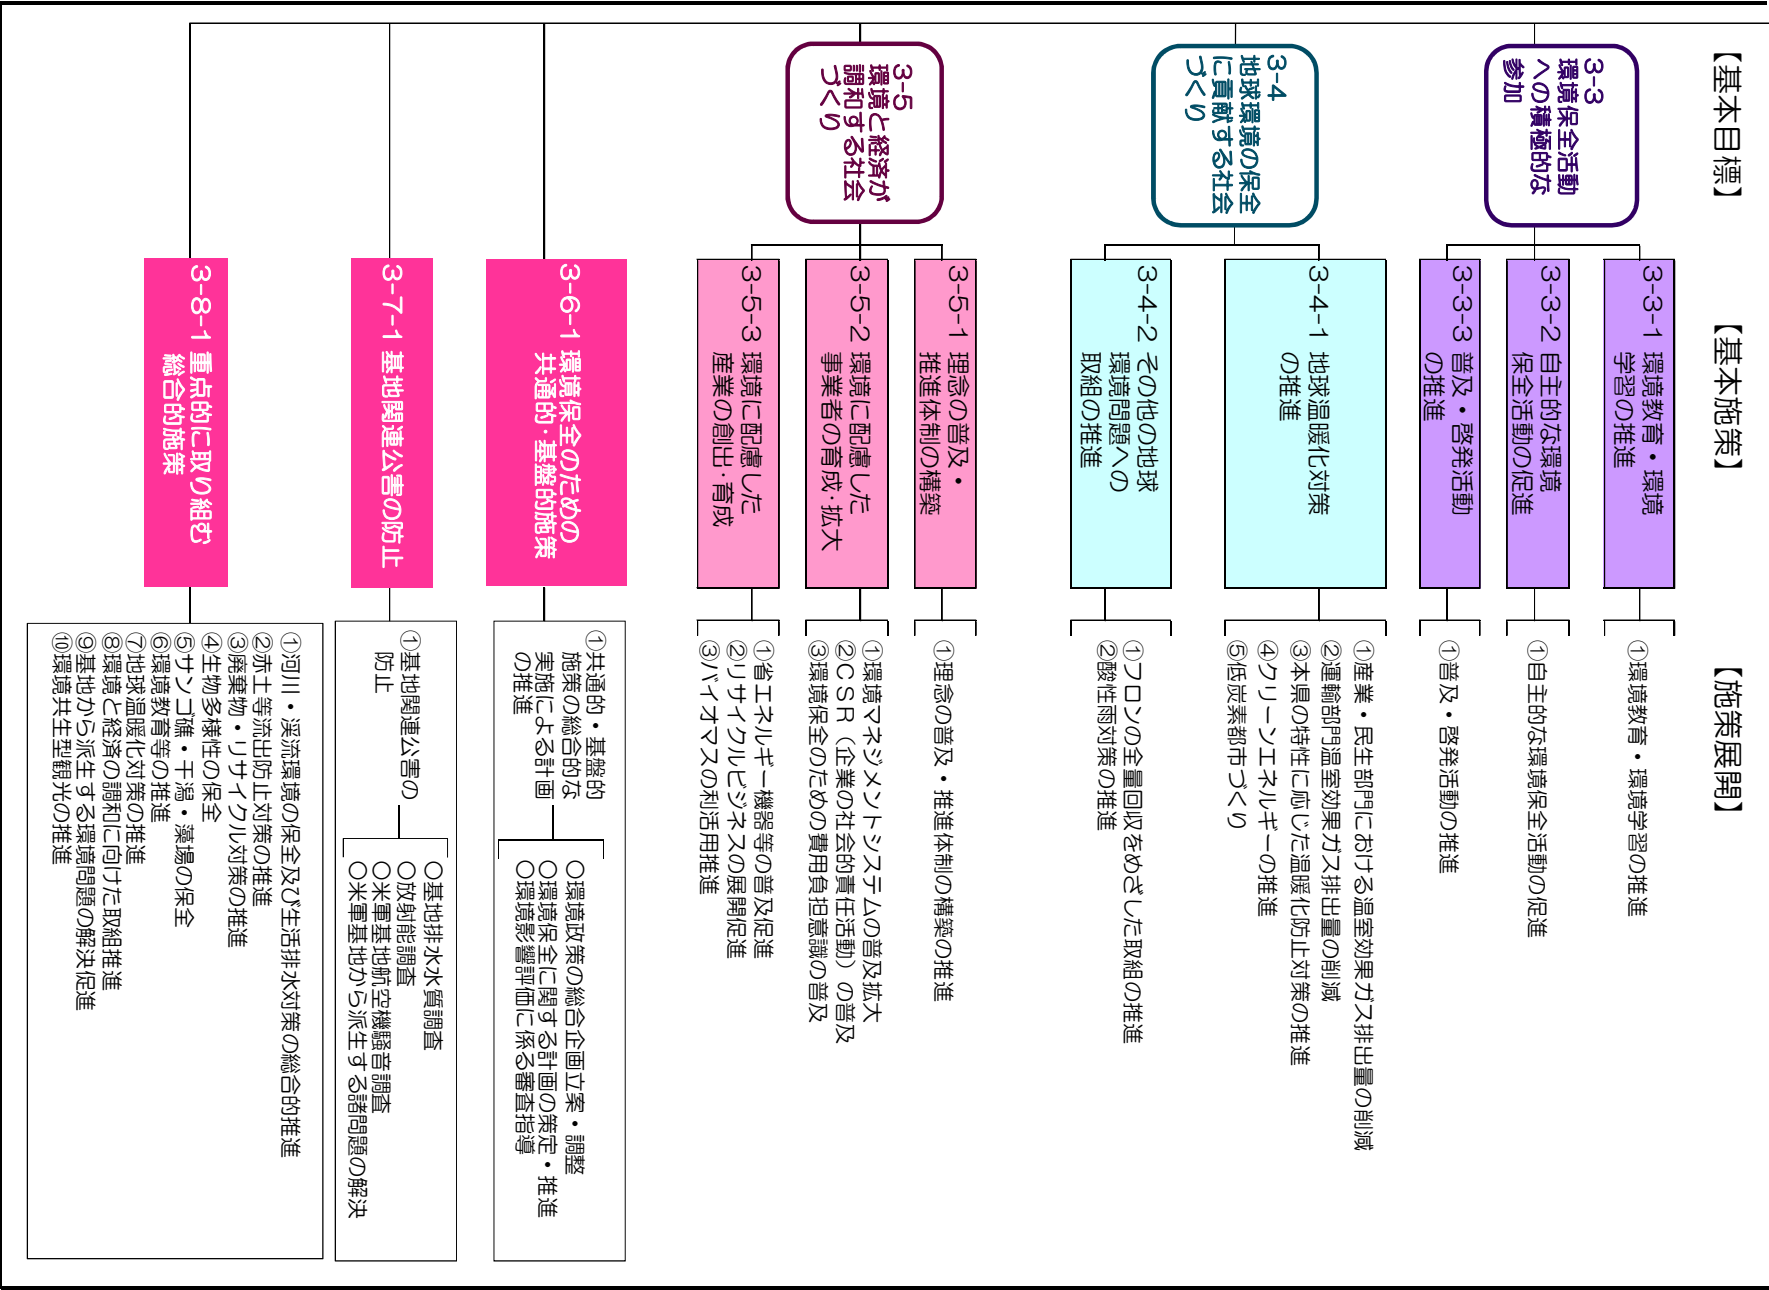 【基本目標】
【基本施策】
【施策展開】
3-3
環境保全活動
への積極的な
参加
3-3-1 環境教育・環境
学習の推進
①環境教育・環境学習の推進
3-3-2 自主的な環境
保全活動の促進
①自主的な環境保全活動の促進
3-3-3 普及・啓発活動
の推進
①普及・啓発活動の推進
3-4
地球環境の保全
に貢献する社会
づくり
3-4-1 地球温暖化対策
の推進
①産業・民生部門における温室効果ガス排出量の削減
②運輸部門温室効果ガス排出量の削減
③本県の特性に応じた温暖化防止対策の推進
④クリーンエネルギーの推進
⑤低炭素都市づくり
3-4-2 その他の地球
環境問題への
取組の推進
①フロンの全量回収をめざした取組の推進
②酸性雨対策の推進
3-5
環境と経済が
調和する社会
づくり
3-5-1 理念の普及・
推進体制の構築
①理念の普及・推進体制の構築の推進
3-5-2 環境に配慮した
事業者の育成・拡大
①環境マネジメントシステムの普及拡大
②CSR（企業の社会的責任活動）の普及
③環境保全のための費用負担意識の普及
3-5-3 環境に配慮した
産業の創出・育成
①省エネルギー機器等の普及促進
②リサイクルビジネスの展開促進
③バイオマスの利活用推進
3-6-1 環境保全のための
共通的・基盤的施策
①共通的・基盤的
施策の総合的な
実施による計画
の推進
○環境政策の総合企画立案・調整
○環境保全に関する計画の策定・推進
○環境影響評価に係る審査指導
3-7-1 基地関連公害の防止
①基地関連公害の
防止
○基地排水水質調査
○放射能調査
○米軍基地航空機騒音調査
○米軍基地から派生する諸問題の解決
3-8-1 重点的に取り組む
総合的施策
①河川・渓流環境の保全及び生活排水対策の総合的推進
②赤土等流出防止対策の推進
③廃棄物・リサイクル対策の推進
④生物多様性の保全
⑤サンゴ礁・干潟・藻場の保全
⑥環境教育等の推進
⑦地球温暖化対策の推進
⑧環境と経済の調和に向けた取組推進
⑨基地から派生する環境問題の解決促進
⑩環境共生型観光の推進